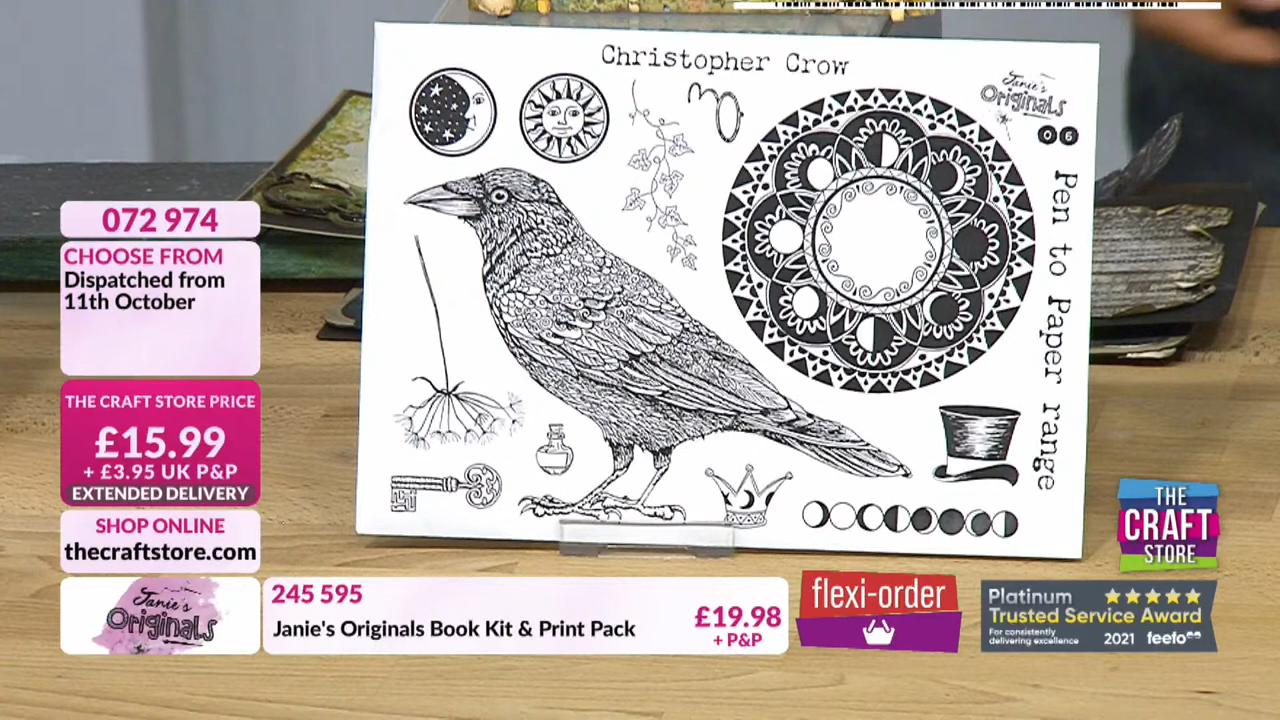 Christopher Crow
Janie's
Originals
06
Pen to Paper range
072 974
CHOOSE FROM
Dispatched from
11th October
THE CRAFT STORE PRICE
£15.99
+ £3.95 UK P&P
EXTENDED DELIVERY
SHOP ONLINE
thecraftstore.com
Janie's
Originals
245 595
Janie's Originals Book Kit & Print Pack
£19.98
+ P&P
flexi-order
THE
CRAFT
STORE
Platinum
Trusted Service Award
For consistently
delivering excellence
2021 feefo